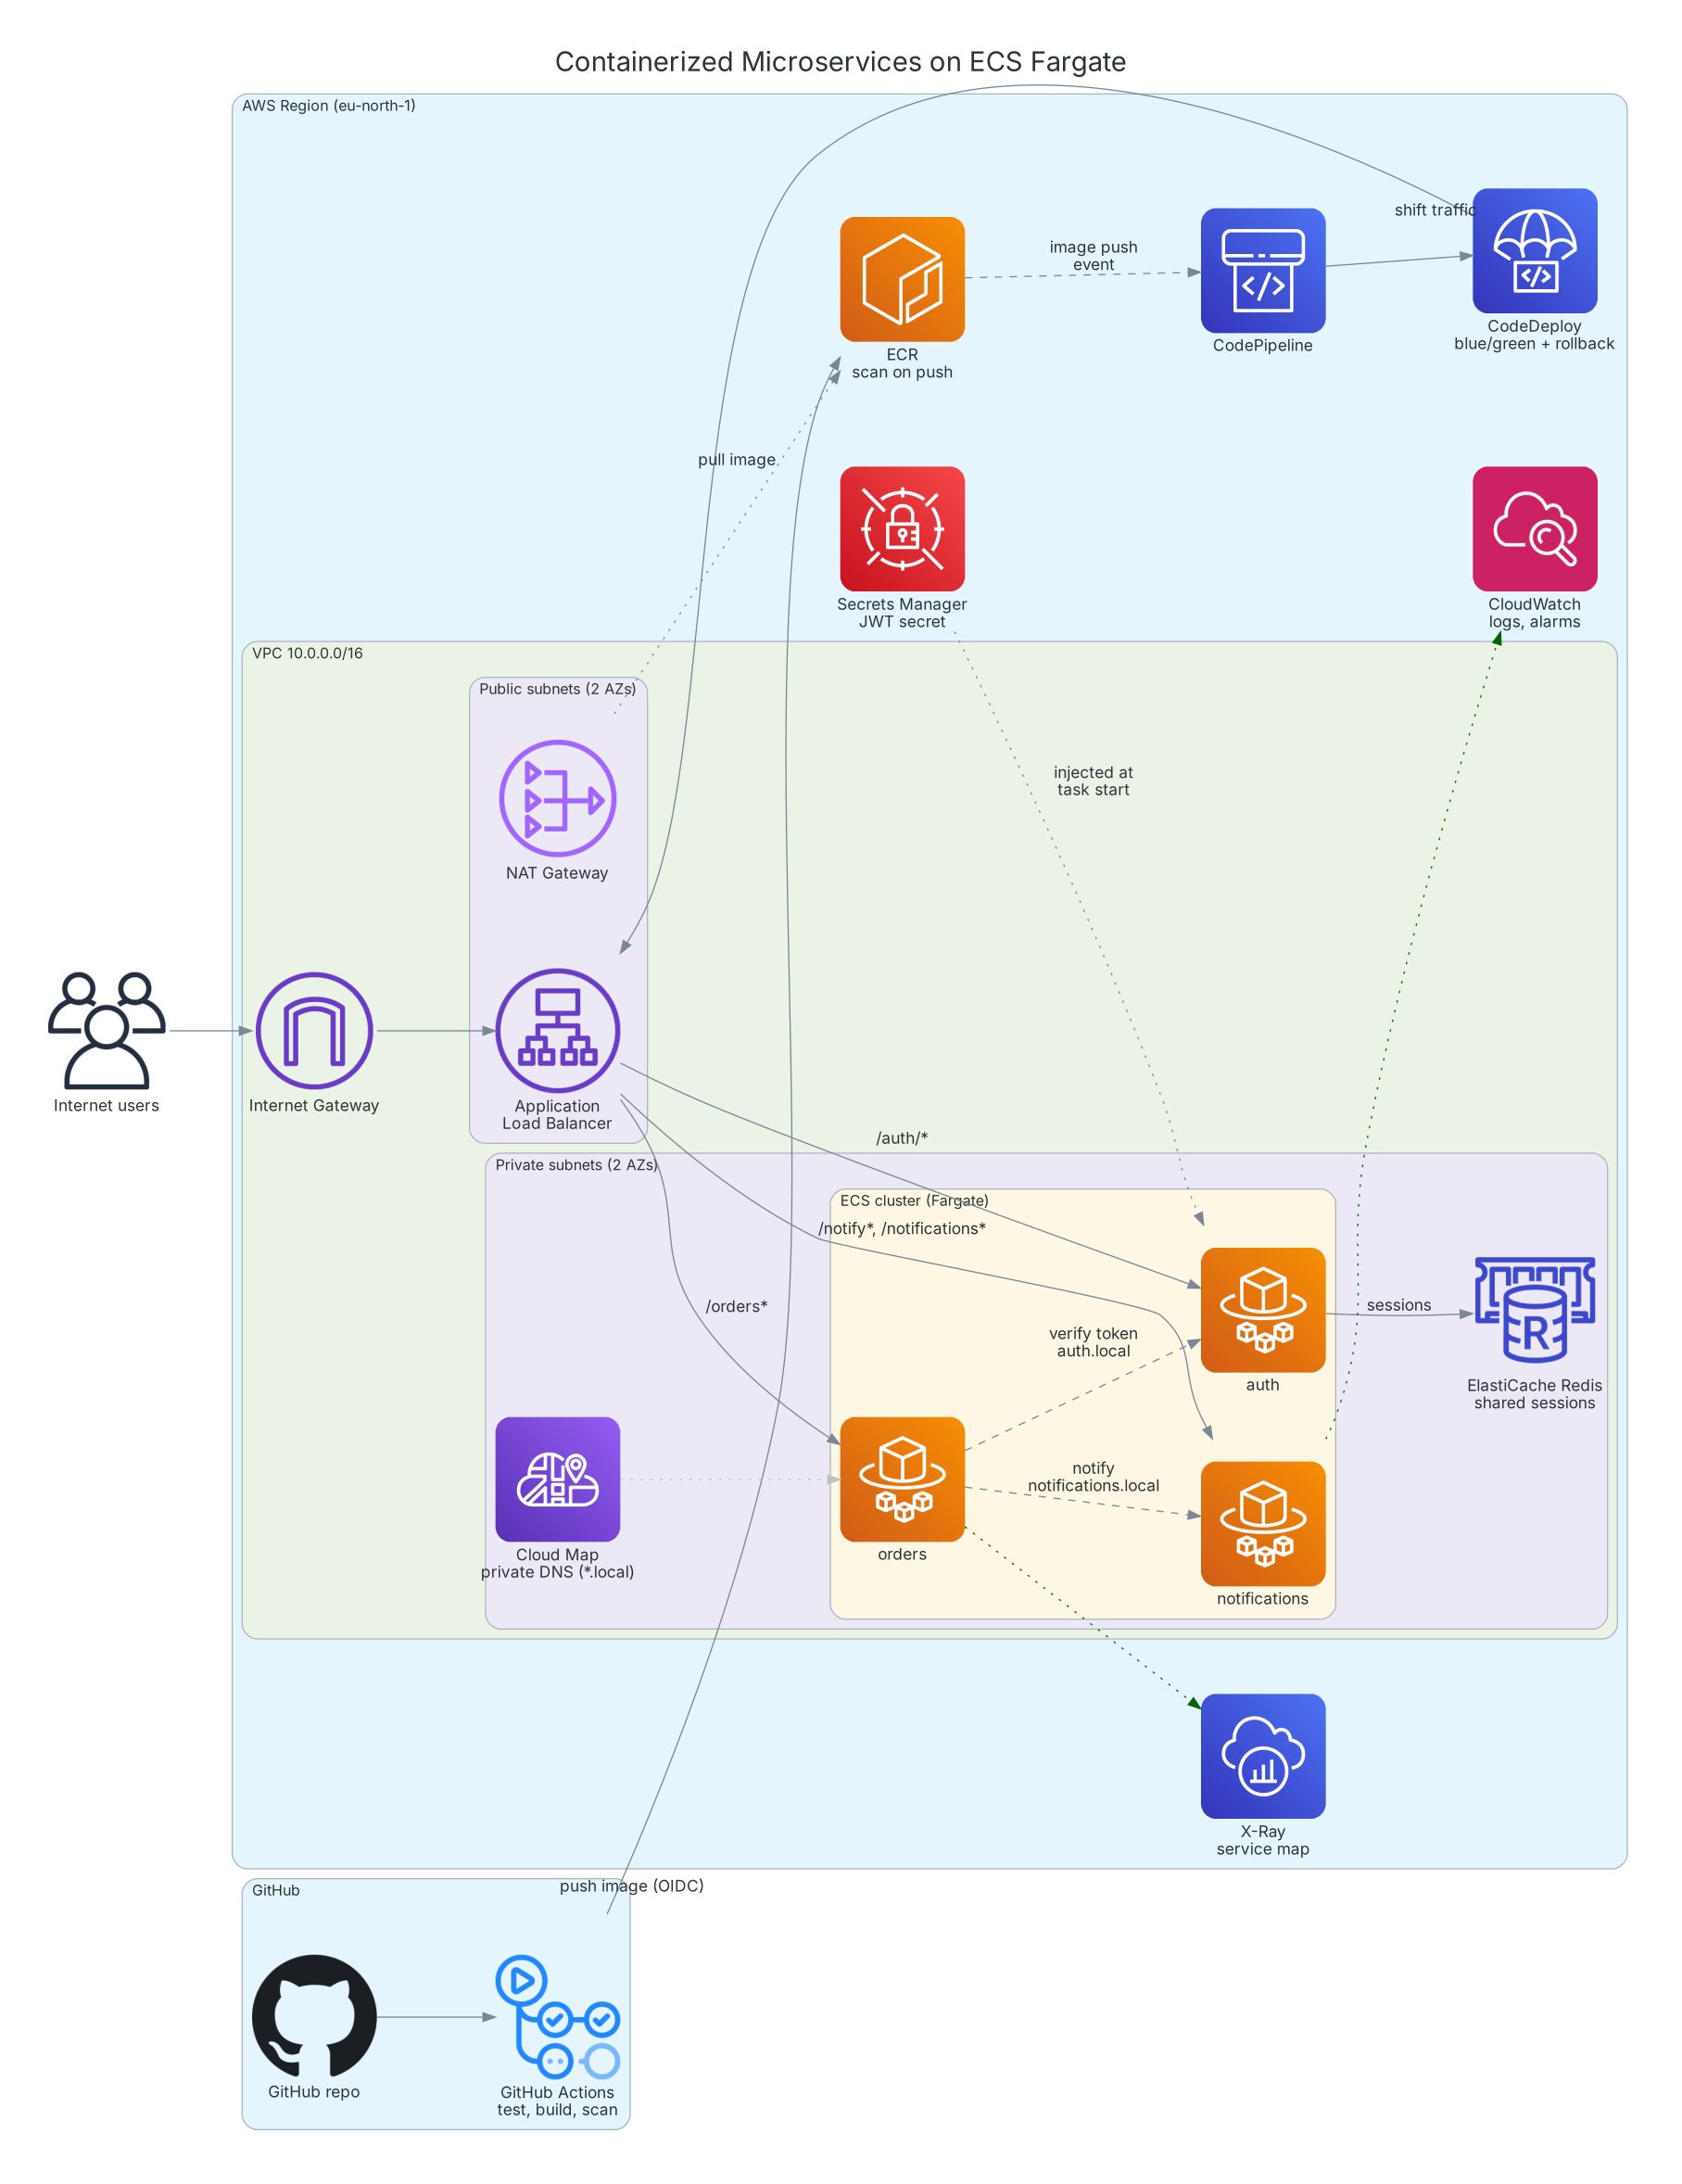 Containerized Microservices on ECS Fargate
AWS Region (eu-north-1)
shift traffic
image push
event
CodeDeploy
blue/green + rollback
CodePipeline
ECR
scan on push
pull image
Secrets Manager
JWT secret
CloudWatch
logs, alarms
VPC 10.0.0.0/16
Public subnets (2 AZs)
injected at
task start
NAT Gateway
Internet users
Internet Gateway
Application
Load Balancer
/auth/*
Private subnets (2 AZs)
ECS cluster (Fargate)
/notify*, /notifications*
/orders*
sessions
verify token
auth.local
auth
R
ElastiCache Redis
shared sessions
notify
notifications.local
Cloud Map
private DNS (*.local)
orders
notifications
X-Ray
service map
push image (OIDC)
GitHub
GitHub repo
GitHub Actions
test, build, scan